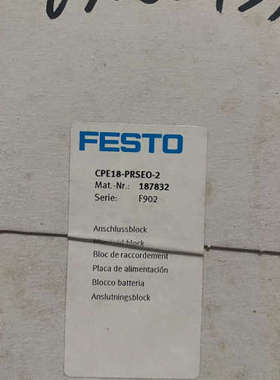 FESTO
CPE18-PRSEO-2
Mat.-Nr.: 187832
Serie: F902
Anschlussblock
block
Bloc de raccordement
Placa de alimentación
Blocco batteria
Anslutningsblock